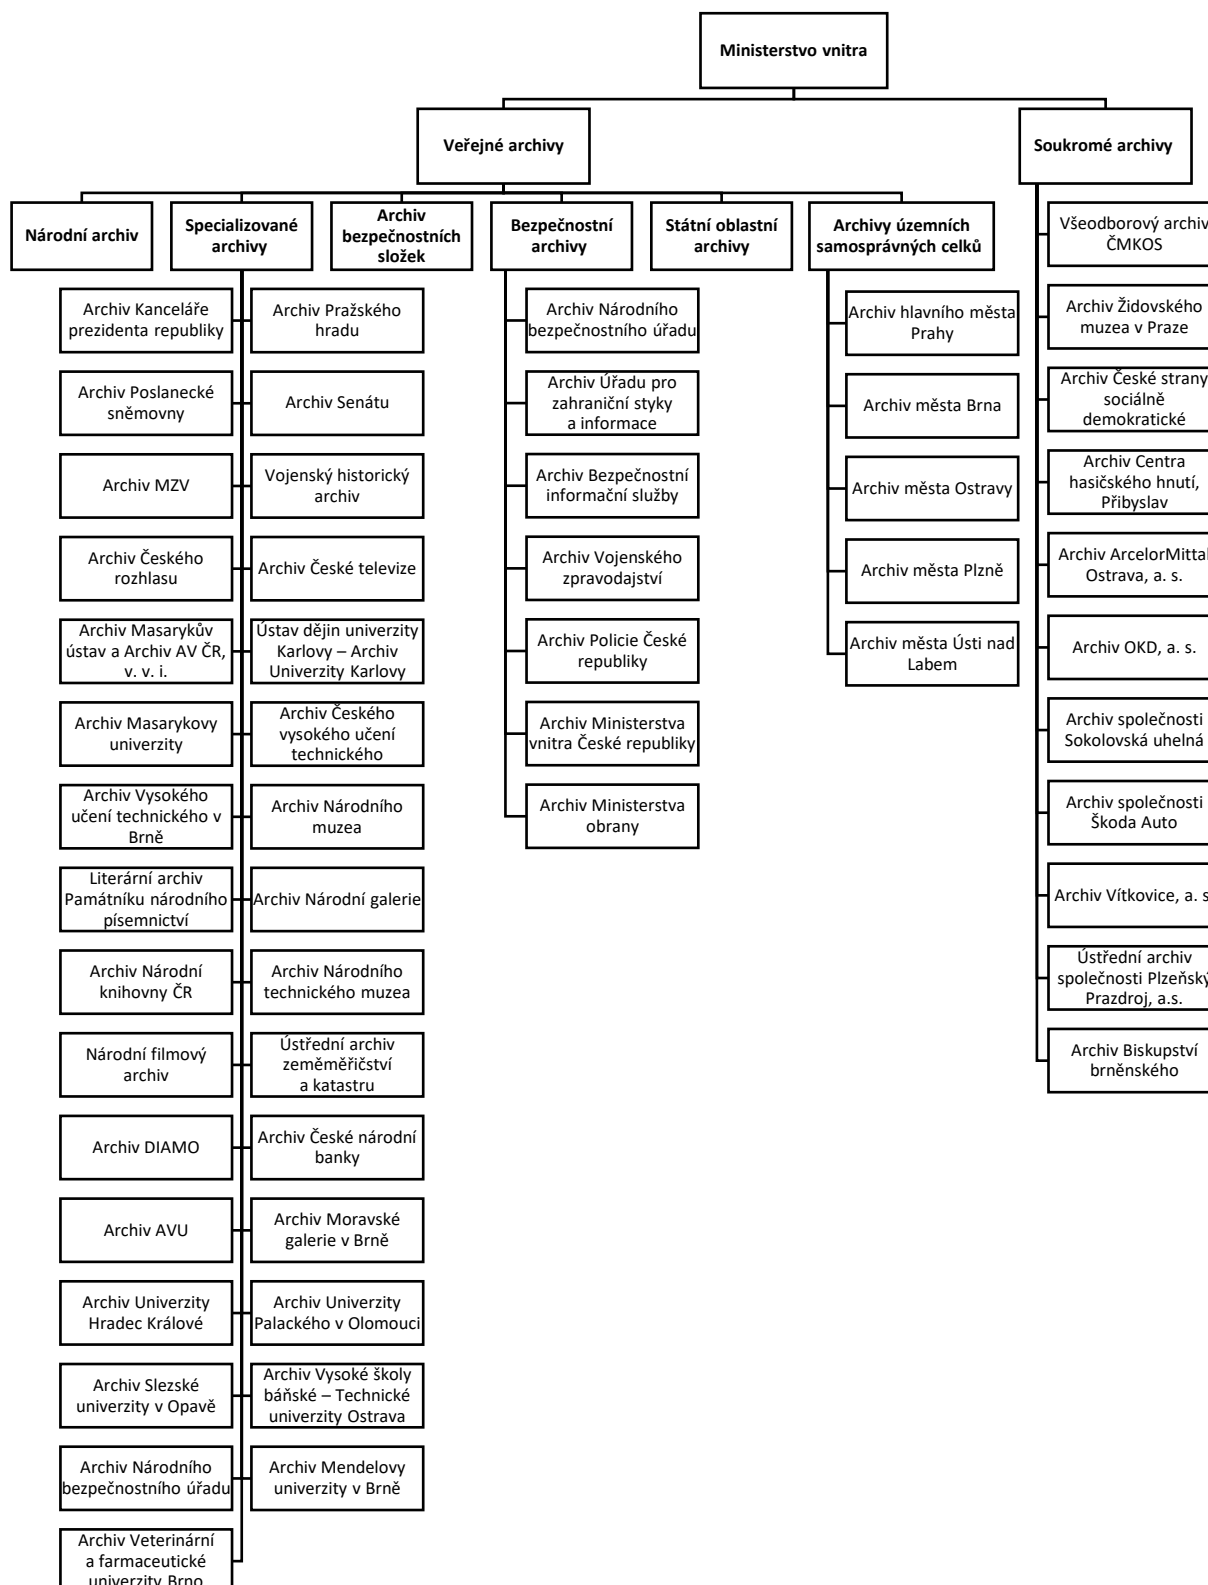 Ministerstvo vnitra
Veřejné archivy
Soukromé archivy
Národní archiv
Specializované
archivy
Archiv
bezpečnostních
složek
Bezpečnostní
archivy
Státní oblastní
archivy
Archivy územních
samosprávných celků
Archiv Kanceláře
prezidenta republiky
Archiv Pražského
hradu
Archiv Poslanecké
sněmovny
Archiv Senátu
Archiv MZV
Vojenský historický
archiv
Archiv Českého
rozhlasu
Archiv České televize
Archiv Masarykův
ústav a Archiv AV ČR,
v. v. i.
Ústav dějin univerzity
Karlovy – Archiv
Univerzity Karlovy
Archiv Masarykovy
univerzity
Archiv Českého
vysokého učení
technického
Archiv Vysokého
učení technického v
Brně
Archiv Národního
muzea
Literární archiv
Památníku národního
písemnictví
Archiv Národní galerie
Archiv Národní
knihovny ČR
Archiv Národního
technického muzea
Národní filmový
archiv
Ústřední archiv
zeměměřičství
a katastru
Archiv DIAMO
Archiv České národní
banky
Archiv AVU
Archiv Moravské
galerie v Brně
Archiv Univerzity
Hradec Králové
Archiv Univerzity
Palackého v Olomouci
Archiv Slezské
univerzity v Opavě
Archiv Vysoké školy
báňské – Technické
univerzity Ostrava
Archiv Národního
bezpečnostního úřadu
Archiv Mendelovy
univerzity v Brně
Archiv Veterinární
a farmaceutické
univerzity Brno
Archiv Národního
bezpečnostního úřadu
Archiv Úřadu pro
zahraniční styky
a informace
Archiv Bezpečnostní
informační služby
Archiv Vojenského
zpravodajství
Archiv Policie České
republiky
Archiv Ministerstva
vnitra České republiky
Archiv Ministerstva
obrany
Archiv hlavního města
Prahy
Archiv města Brna
Archiv města Ostravy
Archiv města Plzně
Archiv města Ústi nad
Labem
Všeodborový archiv
ČMKOS
Archiv Židovského
muzea v Praze
Archiv České strany
sociálně
demokratické
Archiv Centra
hasičského hnutí,
Přibyslav
Archiv ArcelorMittal
Ostrava, a. s.
Archiv OKD, a. s.
Archiv společnosti
Sokolovská uhelná
Archiv společnosti
Škoda Auto
Archiv Vítkovice, a. s
Ústřední archiv
společnosti Plzeňský
Prazdroj, a.s.
Archiv Biskupství
brněnského